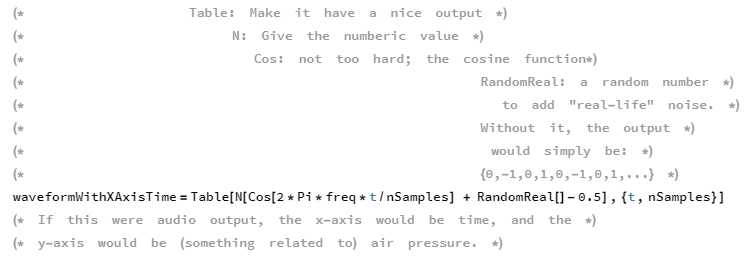 (* Table: Make it have a nice output *)
(* N: Give the numberic value *)
(* Cos: not too hard; the cosine function*)
(* RandomReal: a random number *)
(* to add "real-life" noise. *)
(* Without it, the output *)
(* would simply be: *)
(* {0,-1,0,1,0,-1,0,1,...} *)
waveformWithXAxisTime=Table[N[Cos[2*Pi*freq*t/nSamples] + RandomReal[]-0.5],{t, nSamples}]
(* If this were audio output, the x-axis would be time, and the *)
(* y-axis would be (something related to) air pressure. *)